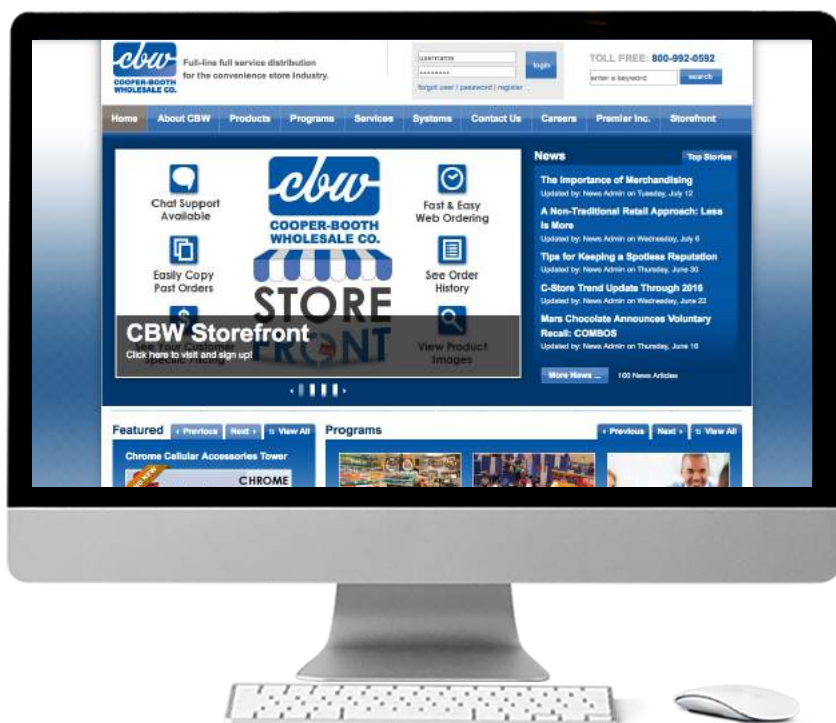 cbw
COOPER-BOOTH
WHOLESALE CO.
Full-line full service distribution
for the convenience store industry.
username
••••••••
login
forgot user / password | register
TOLL FREE: 800-992-0592
enter a keyword
search
Home About CBW Products Programs Services Systems Contact Us Careers Premier Inc. Storefront
Chat Support
Available
Easily Copy
Past Orders
$
See Your Customer
Specific Pricing
cbw
COOPER-BOOTH
WHOLESALE CO.
STORE
FRONT
Fast & Easy
Web Ordering
See Order
History
View Product
Images
CBW Storefront
Click here to visit and sign up!
News
Top Stories
The Importance of Merchandising
Updated by: News Admin on Tuesday, July 12
A Non-Traditional Retail Approach: Less
is More
Updated by: News Admin on Wednesday, July 6
Tips for Keeping a Spotless Reputation
Updated by: News Admin on Thursday, June 30
C-Store Trend Update Through 2016
Updated by: News Admin on Wednesday, June 22
Mars Chocolate Announces Voluntary
Recall: COMBOS
Updated by: News Admin on Thursday, June 16
More News ... 160 News Articles
Featured
‹ Previous Next › View All
Programs
‹ Previous Next › View All
Chrome Cellular Accessories Tower
CHROME